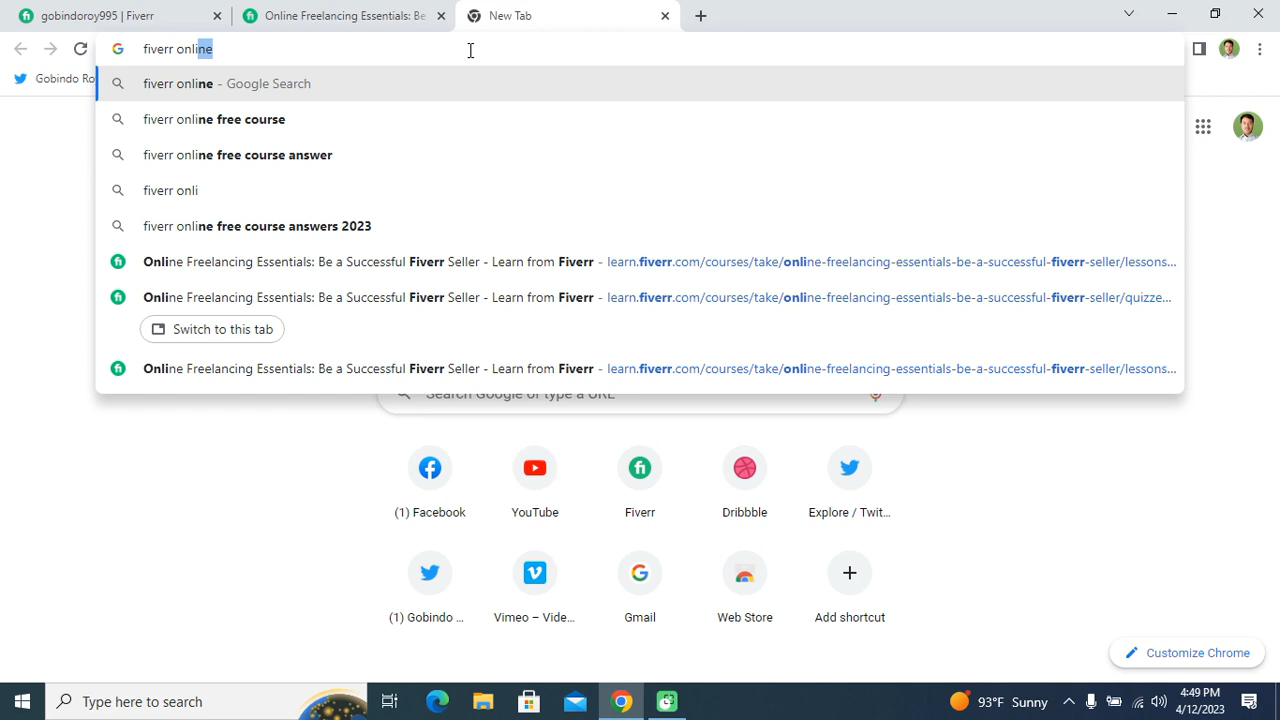 gobindoroy995 | Fiverr
Online Freelancing Essentials: Be
New Tab
fiverr online
Gobindo Ro
fiverr online - Google Search
fiverr online free course
fiverr online free course answer
fiverr onli
fiverr online free course answers 2023
Online Freelancing Essentials: Be a Successful Fiverr Seller - Learn from Fiverr - learn.fiverr.com/courses/take/online-freelancing-essentials-be-a-successful-fiverr-seller/lessons...
Online Freelancing Essentials: Be a Successful Fiverr Seller - Learn from Fiverr - learn.fiverr.com/courses/take/online-freelancing-essentials-be-a-successful-fiverr-seller/quizze...
Switch to this tab
Online Freelancing Essentials: Be a Successful Fiverr Seller - Learn from Fiverr - learn.fiverr.com/courses/take/online-freelancing-essentials-be-a-successful-fiverr-seller/lessons...
Search Google or type a URL
(1) Facebook
YouTube
Fiverr
Dribbble
Explore / Twit...
(1) Gobindo ...
Vimeo – Vide...
Gmail
Web Store
Add shortcut
Customize Chrome
Type here to search
93°F Sunny
4:49 PM
4/12/2023